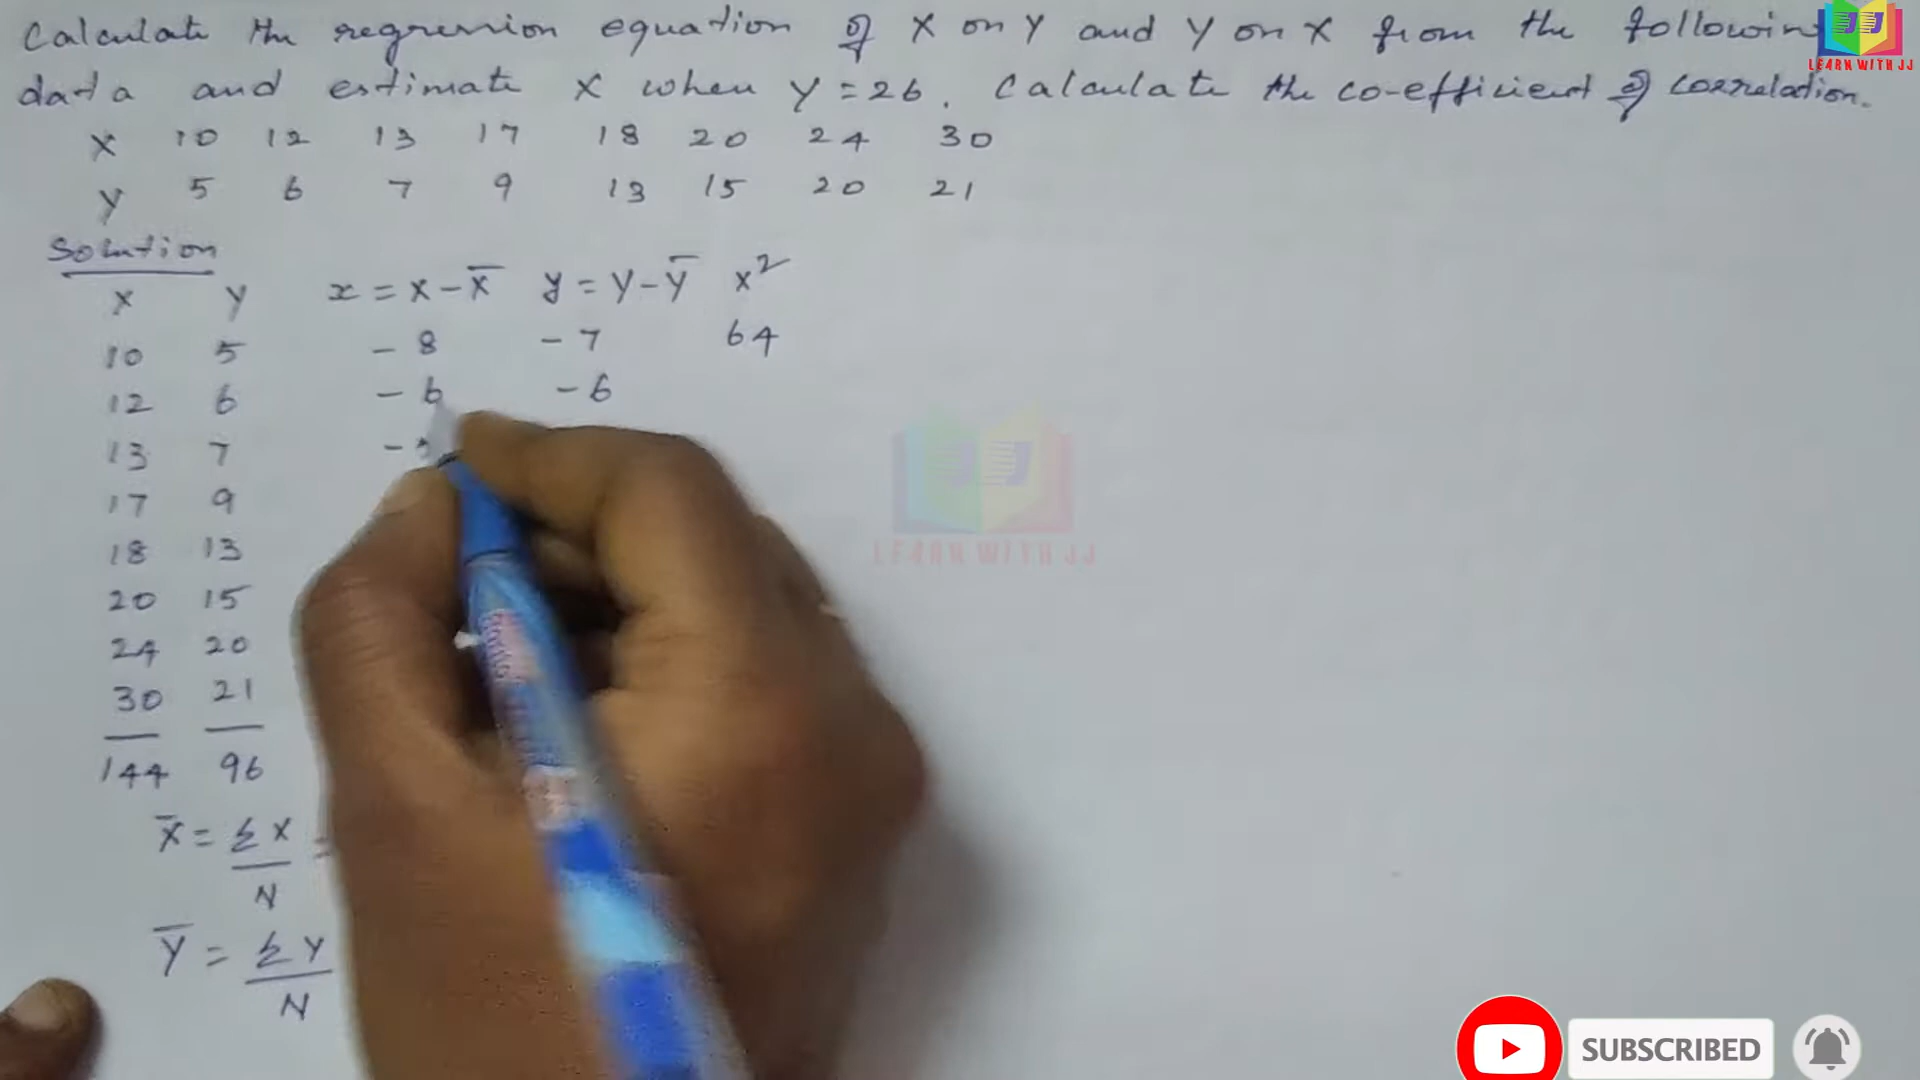 Calculate the regression equation of X on Y and Y on X from the following
data and estimate X when Y = 26. Calculate the co-efficient of correlation.
LEARN WITH JJ
X 10 12 13 17 18 20 24 30
Y 5 6 7 9 13 15 20 21
Solution
X Y x = X - X̅ y = Y - Y̅ x²
10 5 - 8 - 7 64
12 6 - 6 - 6
13 7 -
17 9
18 13
20 15
24 20
30 21
144 96
X̅ = ΣX / N =
Y̅ = ΣY / N
LEARN WITH JJ
SUBSCRIBED